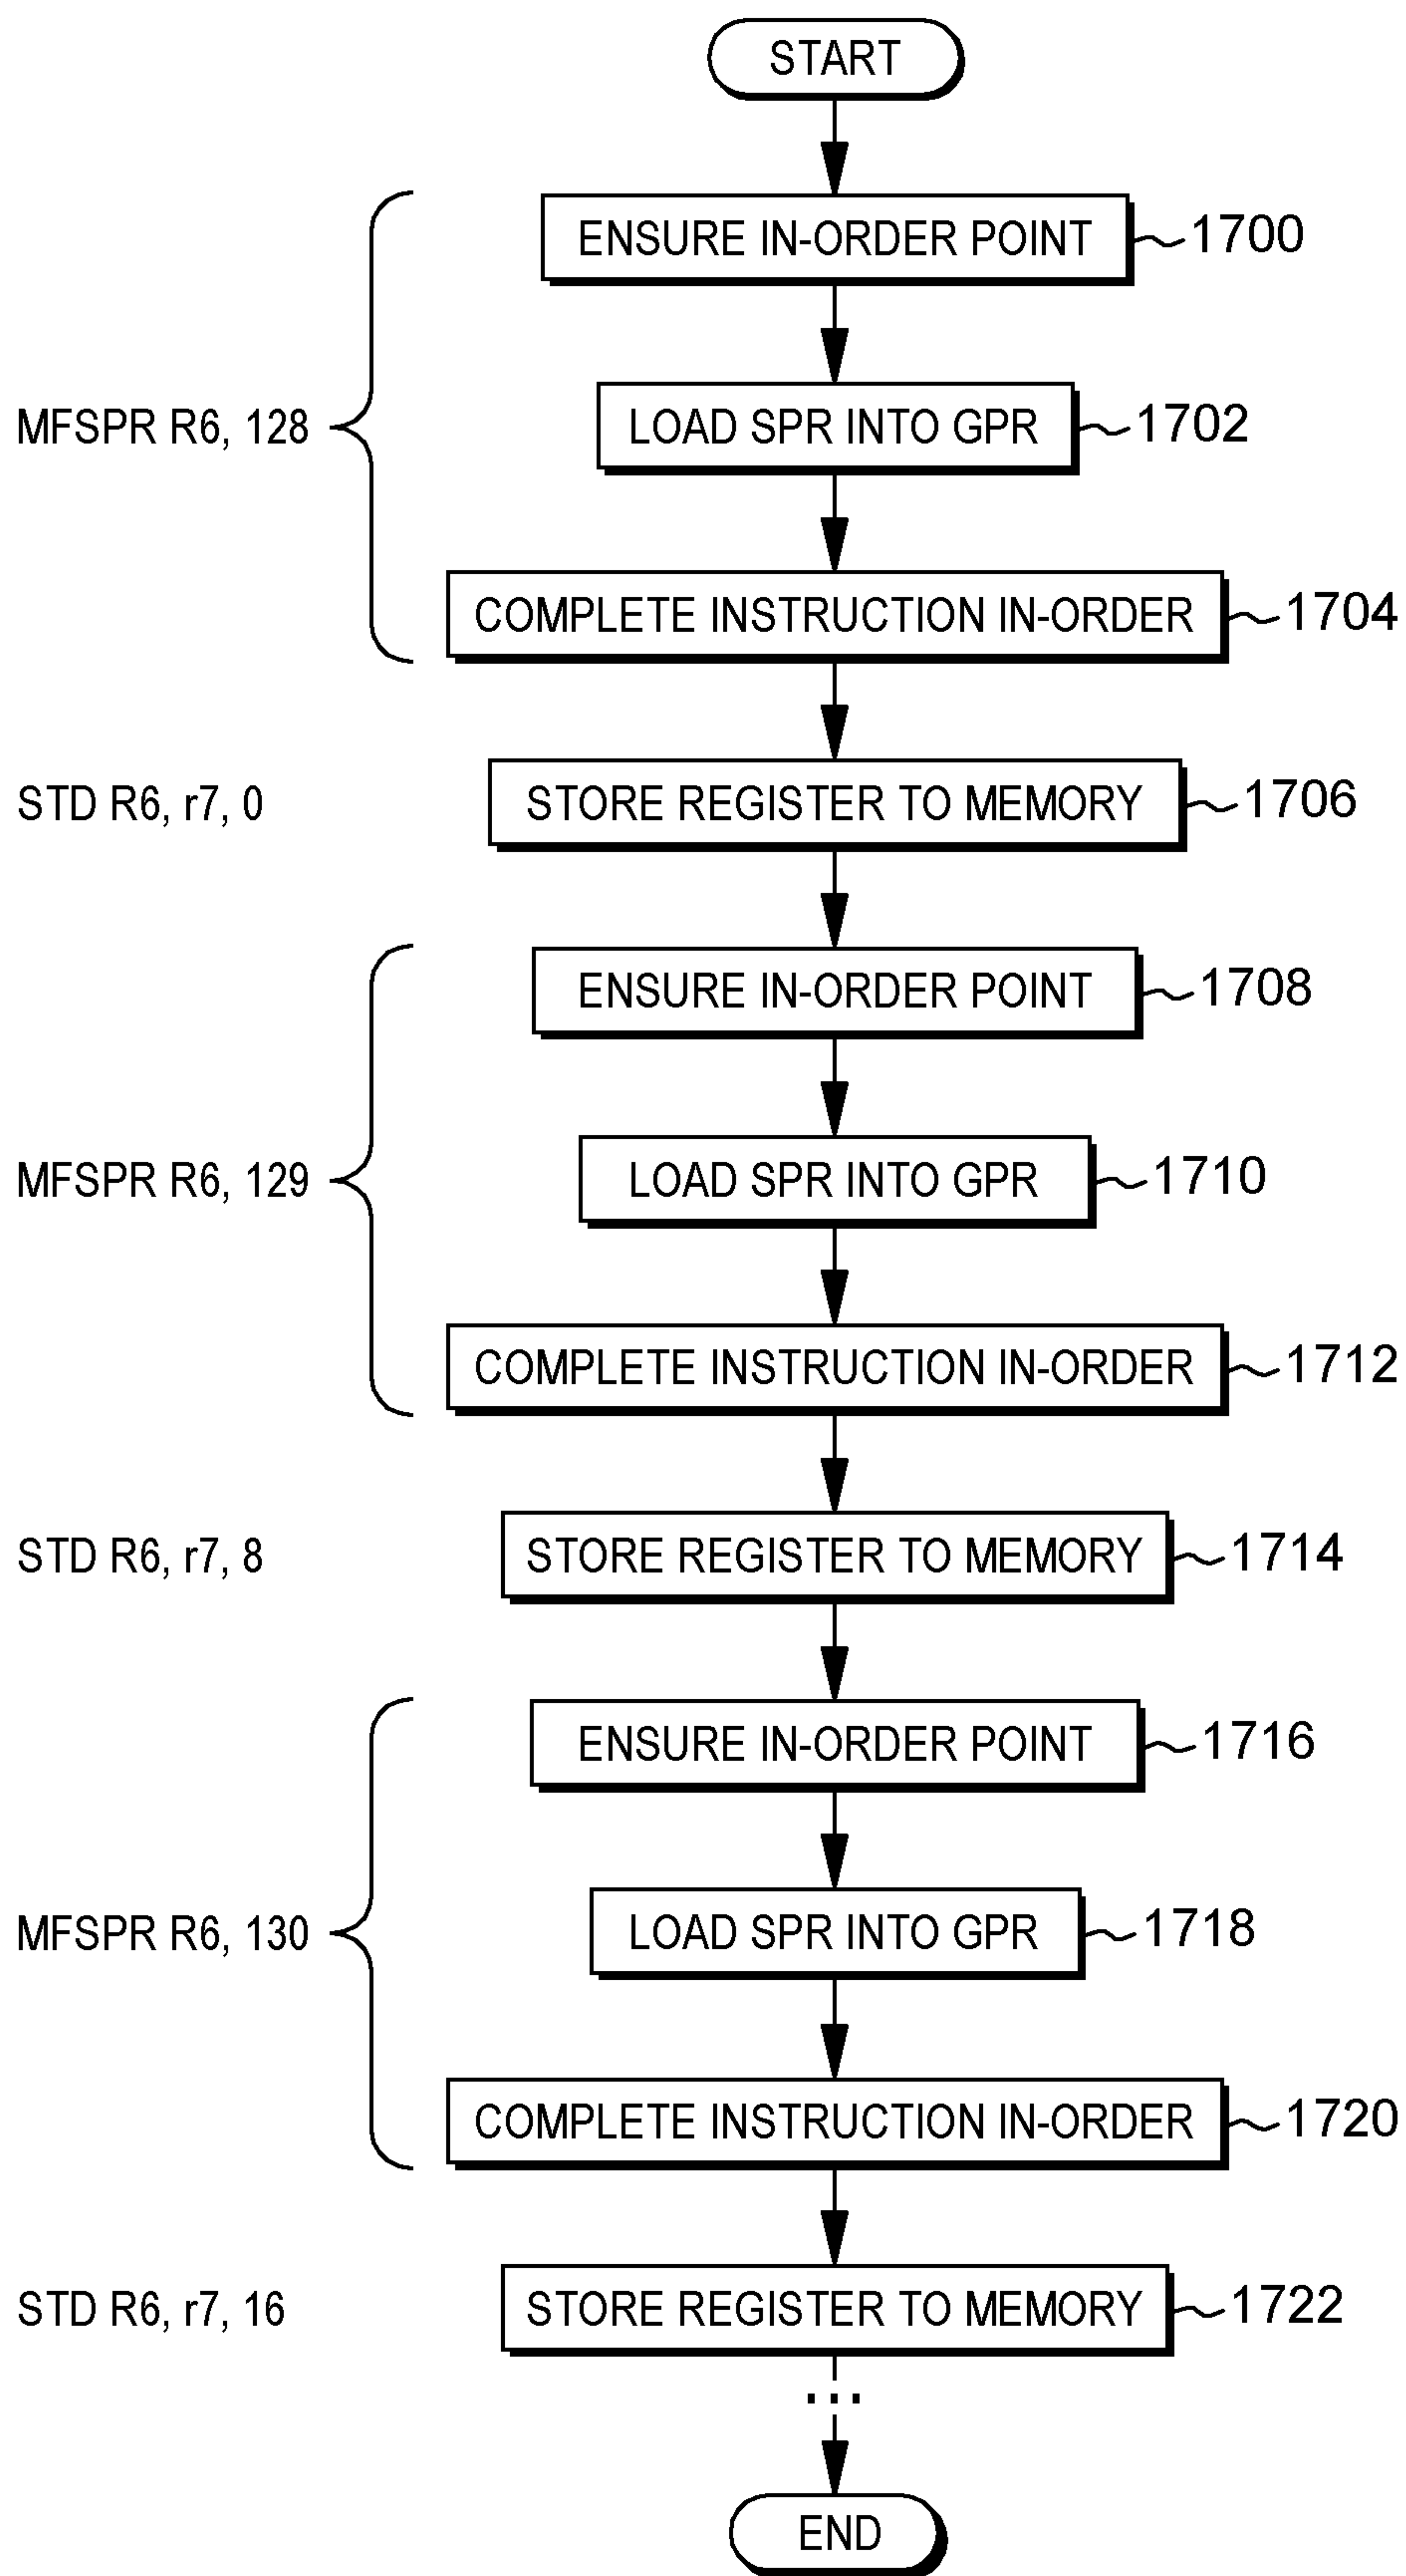 START
ENSURE IN-ORDER POINT
1700
MFSPR R6, 128
LOAD SPR INTO GPR
1702
COMPLETE INSTRUCTION IN-ORDER
1704
STD R6, r7, 0
STORE REGISTER TO MEMORY
1706
ENSURE IN-ORDER POINT
1708
MFSPR R6, 129
LOAD SPR INTO GPR
1710
COMPLETE INSTRUCTION IN-ORDER
1712
STD R6, r7, 8
STORE REGISTER TO MEMORY
1714
ENSURE IN-ORDER POINT
1716
MFSPR R6, 130
LOAD SPR INTO GPR
1718
COMPLETE INSTRUCTION IN-ORDER
1720
STD R6, r7, 16
STORE REGISTER TO MEMORY
1722
...
END